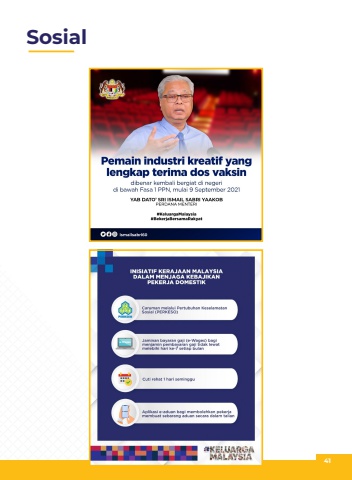 Sosial
Pemain industri kreatif yang
lengkap terima dos vaksin
dibenar kembali bergiat di negeri
di bawah Fasa 1 PPN, mulai 9 September 2021
YAB DATO' SRI ISMAIL SABRI YAAKOB
PERDANA MENTERI
#KeluargaMalaysia
#BekerjaBersamaRakyat
ismailsabri60
INISIATIF KERAJAAN MALAYSIA
DALAM MENJAGA KEBAJIKAN
PEKERJA DOMESTIK
Caruman melalui Pertubuhan Keselamatan
Sosial (PERKESO)
Jaminan bayaran gaji (e-Wages) bagi
menjamin pembayaran gaji tidak lewat
melebihi hari ke-7 setiap bulan
Cuti rehat 1 hari seminggu
Aplikasi e-aduan bagi membolehkan pekerja
membuat sebarang aduan secara dalam talian
#KELUARGA
MALAYSIA
41